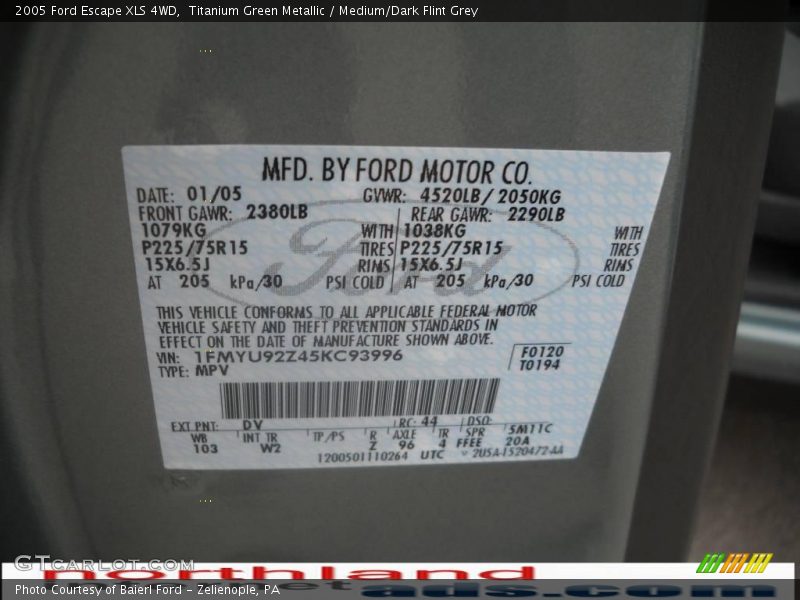 2005 Ford Escape XLS 4WD, Titanium Green Metallic / Medium/Dark Flint Grey
MFD. BY FORD MOTOR CO.
DATE: 01/05 GVWR: 4520LB/ 2050KG
FRONT GAWR: 2380LB REAR GAWR: 2290LB
1079KG WITH 1038KG WITH
P225/75R15 TIRES P225/75R15 TIRES
15X6.5J RIMS 15X6.5J RIMS
AT 205 kPa/30 PSI COLD AT 205 kPa/30 PSI COLD
Ford
THIS VEHICLE CONFORMS TO ALL APPLICABLE FEDERAL MOTOR
VEHICLE SAFETY AND THEFT PREVENTION STANDARDS IN
EFFECT ON THE DATE OF MANUFACTURE SHOWN ABOVE.
VIN: 1FMYU92Z45KC93996 F0120
TYPE: MPV T0194
EXT PNT: DV RC: 44 DSO:
WB INT TR TP/PS R AXLE TR SPR 5M11C
103 W2 Z 96 4 FFEE 20A
1200501110264 UTC
GTCarLot.com
northland
ads.com
Photo Courtesy of Baierl Ford - Zelienople, PA